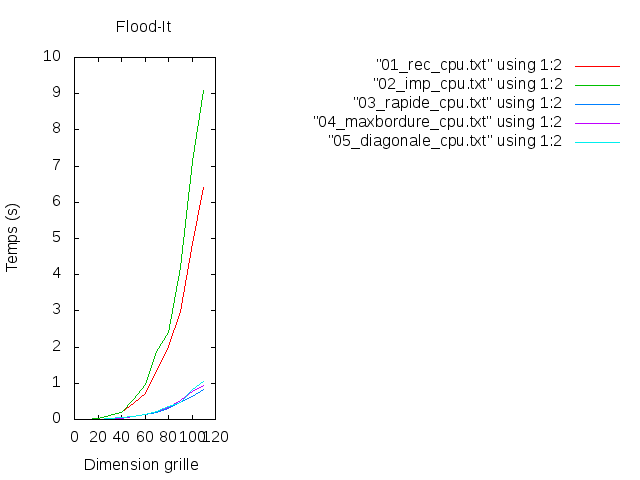 Flood-It
"01_rec_cpu.txt" using 1:2
"02_imp_cpu.txt" using 1:2
"03_rapide_cpu.txt" using 1:2
"04_maxbordure_cpu.txt" using 1:2
"05_diagonale_cpu.txt" using 1:2
10
9
8
7
6
5
4
3
2
1
0
Temps (s)
0 20 40 60 80 100 120
Dimension grille